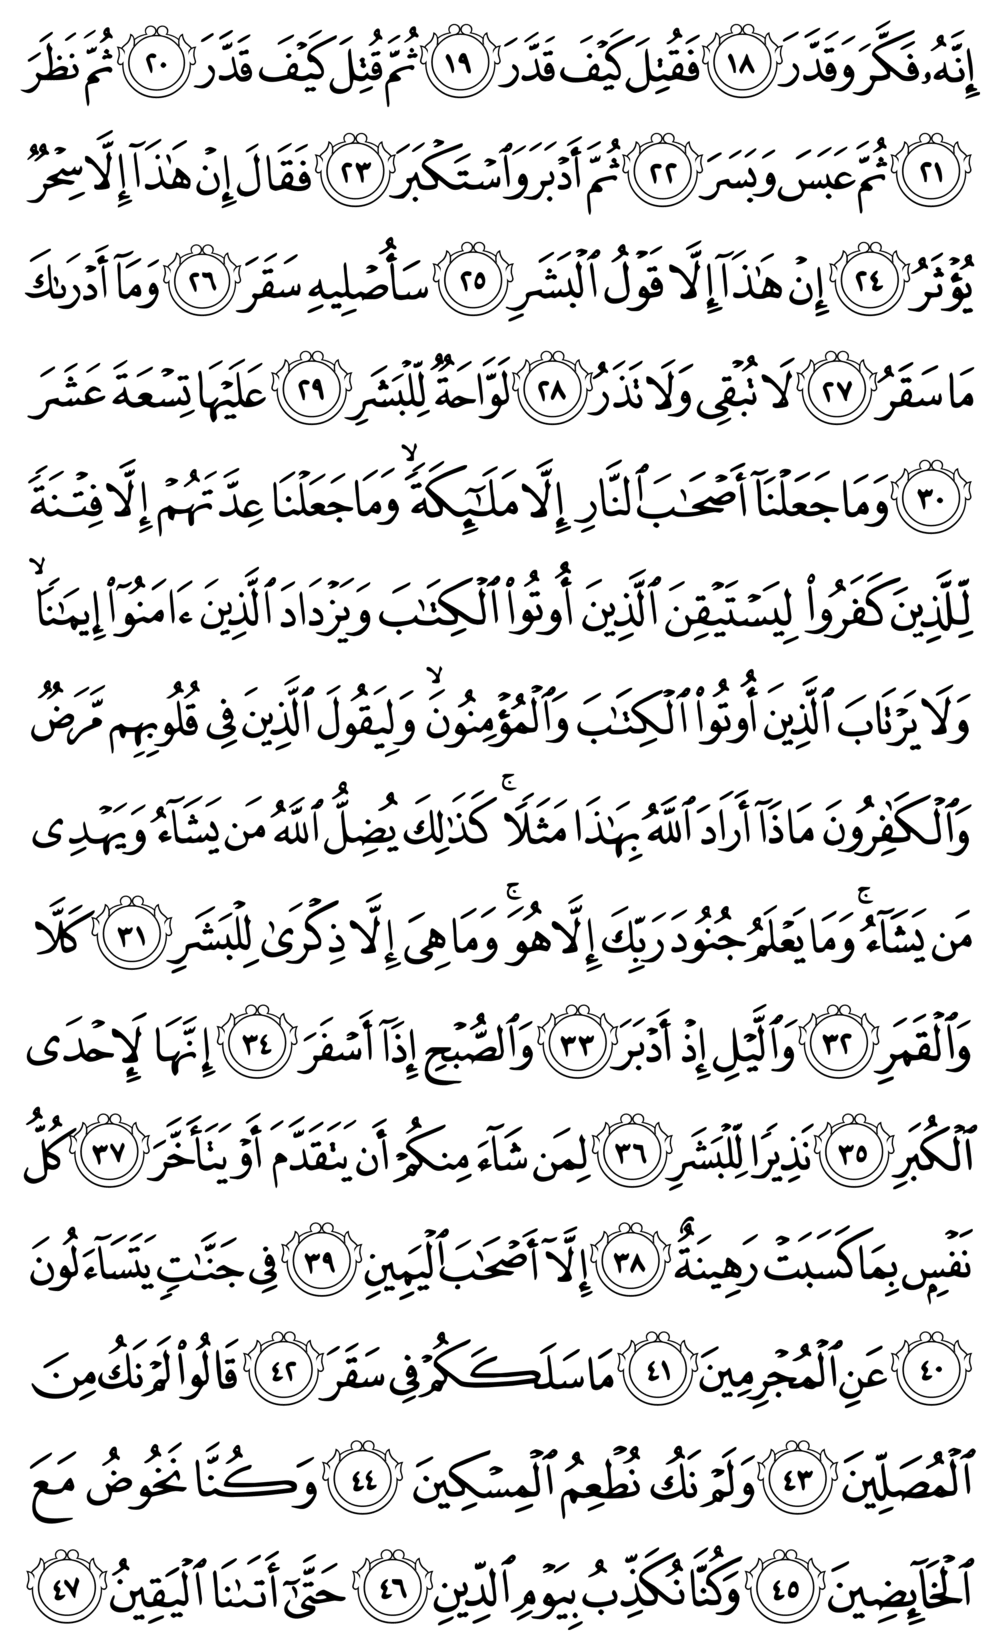 إِنَّهُۥ فَكَّرَ وَقَدَّرَ ١٨ فَقُتِلَ كَيْفَ قَدَّرَ ١٩ ثُمَّ قُتِلَ كَيْفَ قَدَّرَ ٢٠ ثُمَّ نَظَرَ
٢١ ثُمَّ عَبَسَ وَبَسَرَ ٢٢ ثُمَّ أَدْبَرَ وَٱسْتَكْبَرَ ٢٣ فَقَالَ إِنْ هَٰذَآ إِلَّا سِحْرٌ
يُؤْثَرُ ٢٤ إِنْ هَٰذَآ إِلَّا قَوْلُ ٱلْبَشَرِ ٢٥ سَأُصْلِيهِ سَقَرَ ٢٦ وَمَآ أَدْرَىٰكَ
مَا سَقَرُ ٢٧ لَا تُبْقِى وَلَا تَذَرُ ٢٨ لَوَّاحَةٌ لِّلْبَشَرِ ٢٩ عَلَيْهَا تِسْعَةَ عَشَرَ
٣٠ وَمَا جَعَلْنَآ أَصْحَٰبَ ٱلنَّارِ إِلَّا مَلَٰٓئِكَةً ۙ وَمَا جَعَلْنَا عِدَّتَهُمْ إِلَّا فِتْنَةً
لِّلَّذِينَ كَفَرُوا۟ لِيَسْتَيْقِنَ ٱلَّذِينَ أُوتُوا۟ ٱلْكِتَٰبَ وَيَزْدَادَ ٱلَّذِينَ ءَامَنُوٓا۟ إِيمَٰنًا ۙ
وَلَا يَرْتَابَ ٱلَّذِينَ أُوتُوا۟ ٱلْكِتَٰبَ وَٱلْمُؤْمِنُونَ ۙ وَلِيَقُولَ ٱلَّذِينَ فِى قُلُوبِهِم مَّرَضٌ
وَٱلْكَٰفِرُونَ مَاذَآ أَرَادَ ٱللَّهُ بِهَٰذَا مَثَلًا ۚ كَذَٰلِكَ يُضِلُّ ٱللَّهُ مَن يَشَآءُ وَيَهْدِى
مَن يَشَآءُ ۚ وَمَا يَعْلَمُ جُنُودَ رَبِّكَ إِلَّا هُوَ ۚ وَمَا هِىَ إِلَّا ذِكْرَىٰ لِلْبَشَرِ ٣١ كَلَّا
وَٱلْقَمَرِ ٣٢ وَٱلَّيْلِ إِذْ أَدْبَرَ ٣٣ وَٱلصُّبْحِ إِذَآ أَسْفَرَ ٣٤ إِنَّهَا لَإِحْدَى
ٱلْكُبَرِ ٣٥ نَذِيرًا لِّلْبَشَرِ ٣٦ لِمَن شَآءَ مِنكُمْ أَن يَتَقَدَّمَ أَوْ يَتَأَخَّرَ ٣٧ كُلُّ
نَفْسٍۭ بِمَا كَسَبَتْ رَهِينَةٌ ٣٨ إِلَّآ أَصْحَٰبَ ٱلْيَمِينِ ٣٩ فِى جَنَّٰتٍ يَتَسَآءَلُونَ
٤٠ عَنِ ٱلْمُجْرِمِينَ ٤١ مَا سَلَكَكُمْ فِى سَقَرَ ٤٢ قَالُوا۟ لَمْ نَكُ مِنَ
ٱلْمُصَلِّينَ ٤٣ وَلَمْ نَكُ نُطْعِمُ ٱلْمِسْكِينَ ٤٤ وَكُنَّا نَخُوضُ مَعَ
ٱلْخَآئِضِينَ ٤٥ وَكُنَّا نُكَذِّبُ بِيَوْمِ ٱلدِّينِ ٤٦ حَتَّىٰٓ أَتَىٰنَا ٱلْيَقِينُ ٤٧